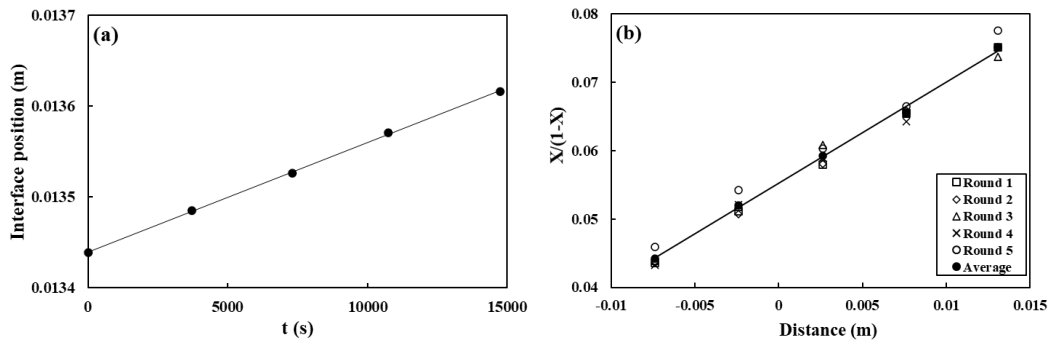 (a)
Interface position (m)
0.0137
0.0136
0.0135
0.0134
0
5000
10000
15000
t (s)
(b)
X/(1-X)
0.08
0.07
0.06
0.05
0.04
-0.01
-0.005
0
0.005
0.01
0.015
Distance (m)
Round 1
Round 2
Round 3
Round 4
Round 5
Average